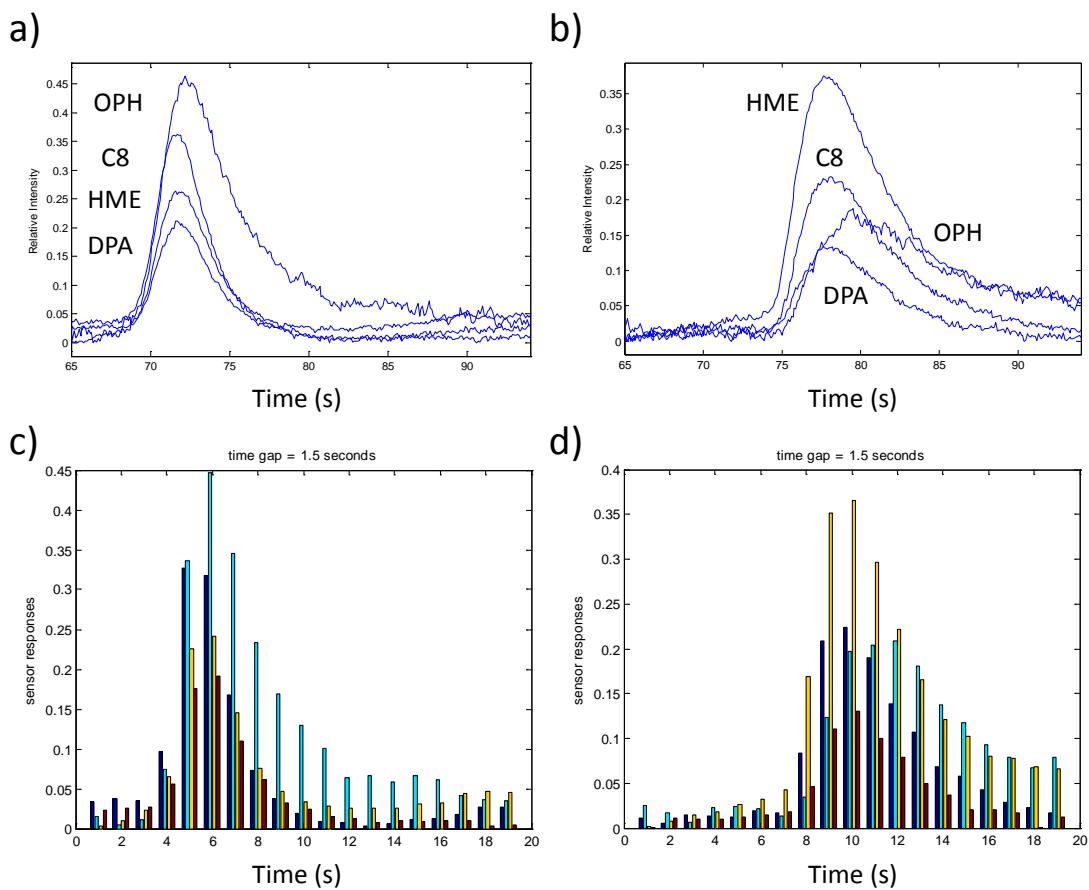 a)
0.45
0.4
0.35
0.3
0.25
0.2
0.15
0.1
0.05
0
Relative Intensity
OPH
C8
HME
DPA
65 70 75 80 85 90
Time (s)
b)
0.35
0.3
0.25
0.2
0.15
0.1
0.05
0
Relative Intensity
HME
C8
OPH
DPA
65 70 75 80 85 90
Time (s)
c)
time gap = 1.5 seconds
0.45
0.4
0.35
0.3
0.25
0.2
0.15
0.1
0.05
0
sensor responses
0 2 4 6 8 10 12 14 16 18 20
Time (s)
d)
time gap = 1.5 seconds
0.4
0.35
0.3
0.25
0.2
0.15
0.1
0.05
0
sensor responses
0 2 4 6 8 10 12 14 16 18 20
Time (s)